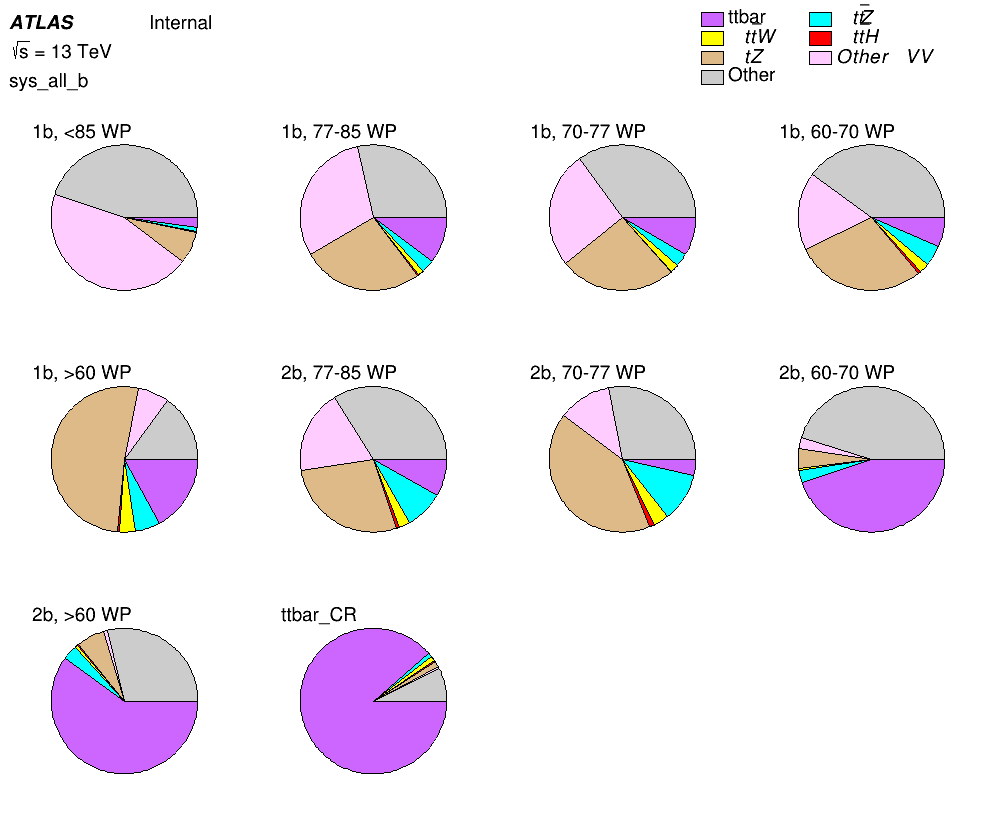 ATLAS Internal
√s = 13 TeV
sys_all_b
ttbar tt̄Z
tt̄W ttH
tZ Other VV
Other
1b, <85 WP 1b, 77-85 WP 1b, 70-77 WP 1b, 60-70 WP
1b, >60 WP 2b, 77-85 WP 2b, 70-77 WP 2b, 60-70 WP
2b, >60 WP ttbar_CR